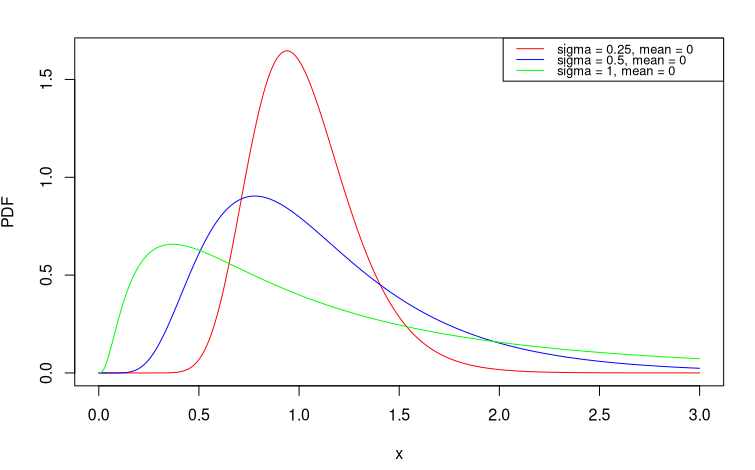 sigma = 0.25, mean = 0
sigma = 0.5, mean = 0
sigma = 1, mean = 0
PDF
1.5
1.0
0.5
0.0
0.0 0.5 1.0 1.5 2.0 2.5 3.0
x